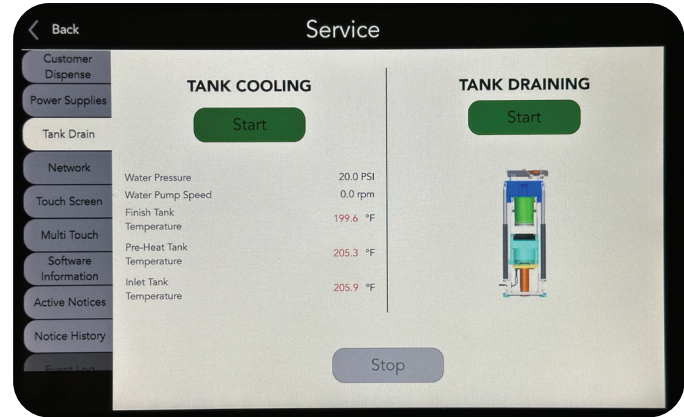 Back
Service
Customer
Dispense
Power Supplies
Tank Drain
Network
Touch Screen
Multi Touch
Software
Information
Active Notices
Notice History
Event Log
TANK COOLING
Start
Water Pressure 20.0 PSI
Water Pump Speed 0.0 rpm
Finish Tank
Temperature 199.6 °F
Pre-Heat Tank
Temperature 205.3 °F
Inlet Tank
Temperature 205.9 °F
TANK DRAINING
Start
Stop